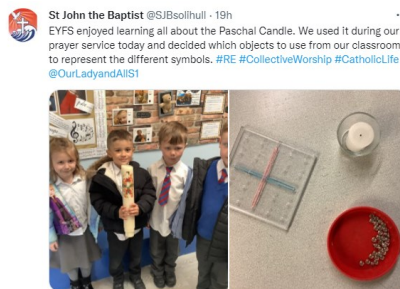 St John the Baptist @SJBsolihull · 19h
EYFS enjoyed learning all about the Paschal Candle. We used it during our
prayer service today and decided which objects to use from our classroom
to represent the different symbols. #RE #CollectiveWorship #CatholicLife
@OurLadyandAllS1